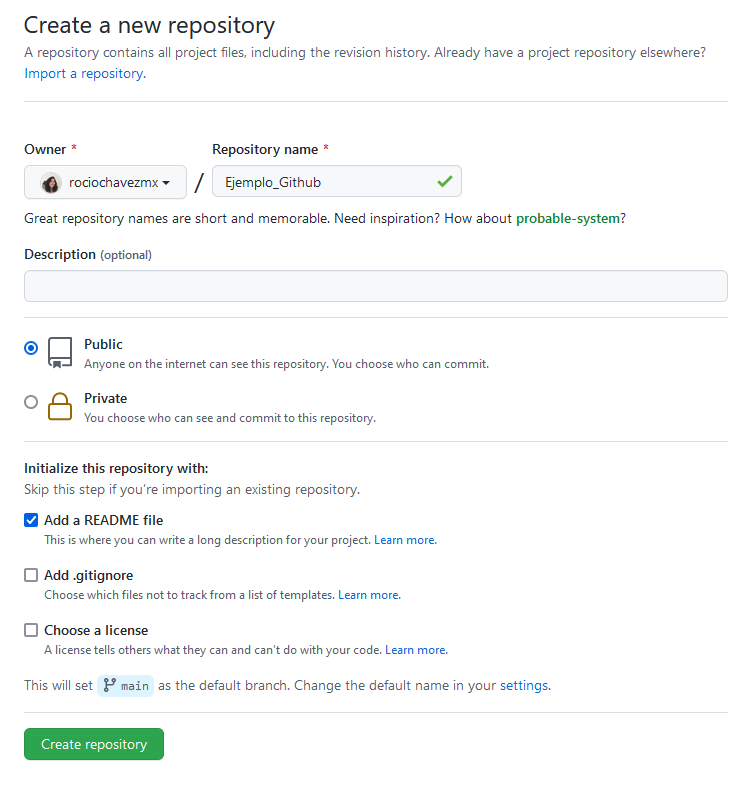 Create a new repository
A repository contains all project files, including the revision history. Already have a project repository elsewhere?
Import a repository.
Owner * Repository name *
rociochavezmx / Ejemplo_Github
Great repository names are short and memorable. Need inspiration? How about probable-system?
Description (optional)
Public
Anyone on the internet can see this repository. You choose who can commit.
Private
You choose who can see and commit to this repository.
Initialize this repository with:
Skip this step if you're importing an existing repository.
Add a README file
This is where you can write a long description for your project. Learn more.
Add .gitignore
Choose which files not to track from a list of templates. Learn more.
Choose a license
A license tells others what they can and can't do with your code. Learn more.
This will set main as the default branch. Change the default name in your settings.
Create repository